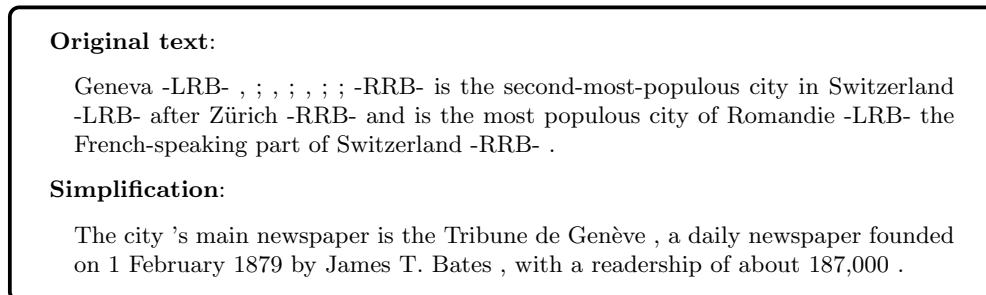 Original text:
Geneva -LRB- , ; , ; , ; ; -RRB- is the second-most-populous city in Switzerland
-LRB- after Zürich -RRB- and is the most populous city of Romandie -LRB- the
French-speaking part of Switzerland -RRB- .
Simplification:
The city 's main newspaper is the Tribune de Genève , a daily newspaper founded
on 1 February 1879 by James T. Bates , with a readership of about 187,000 .